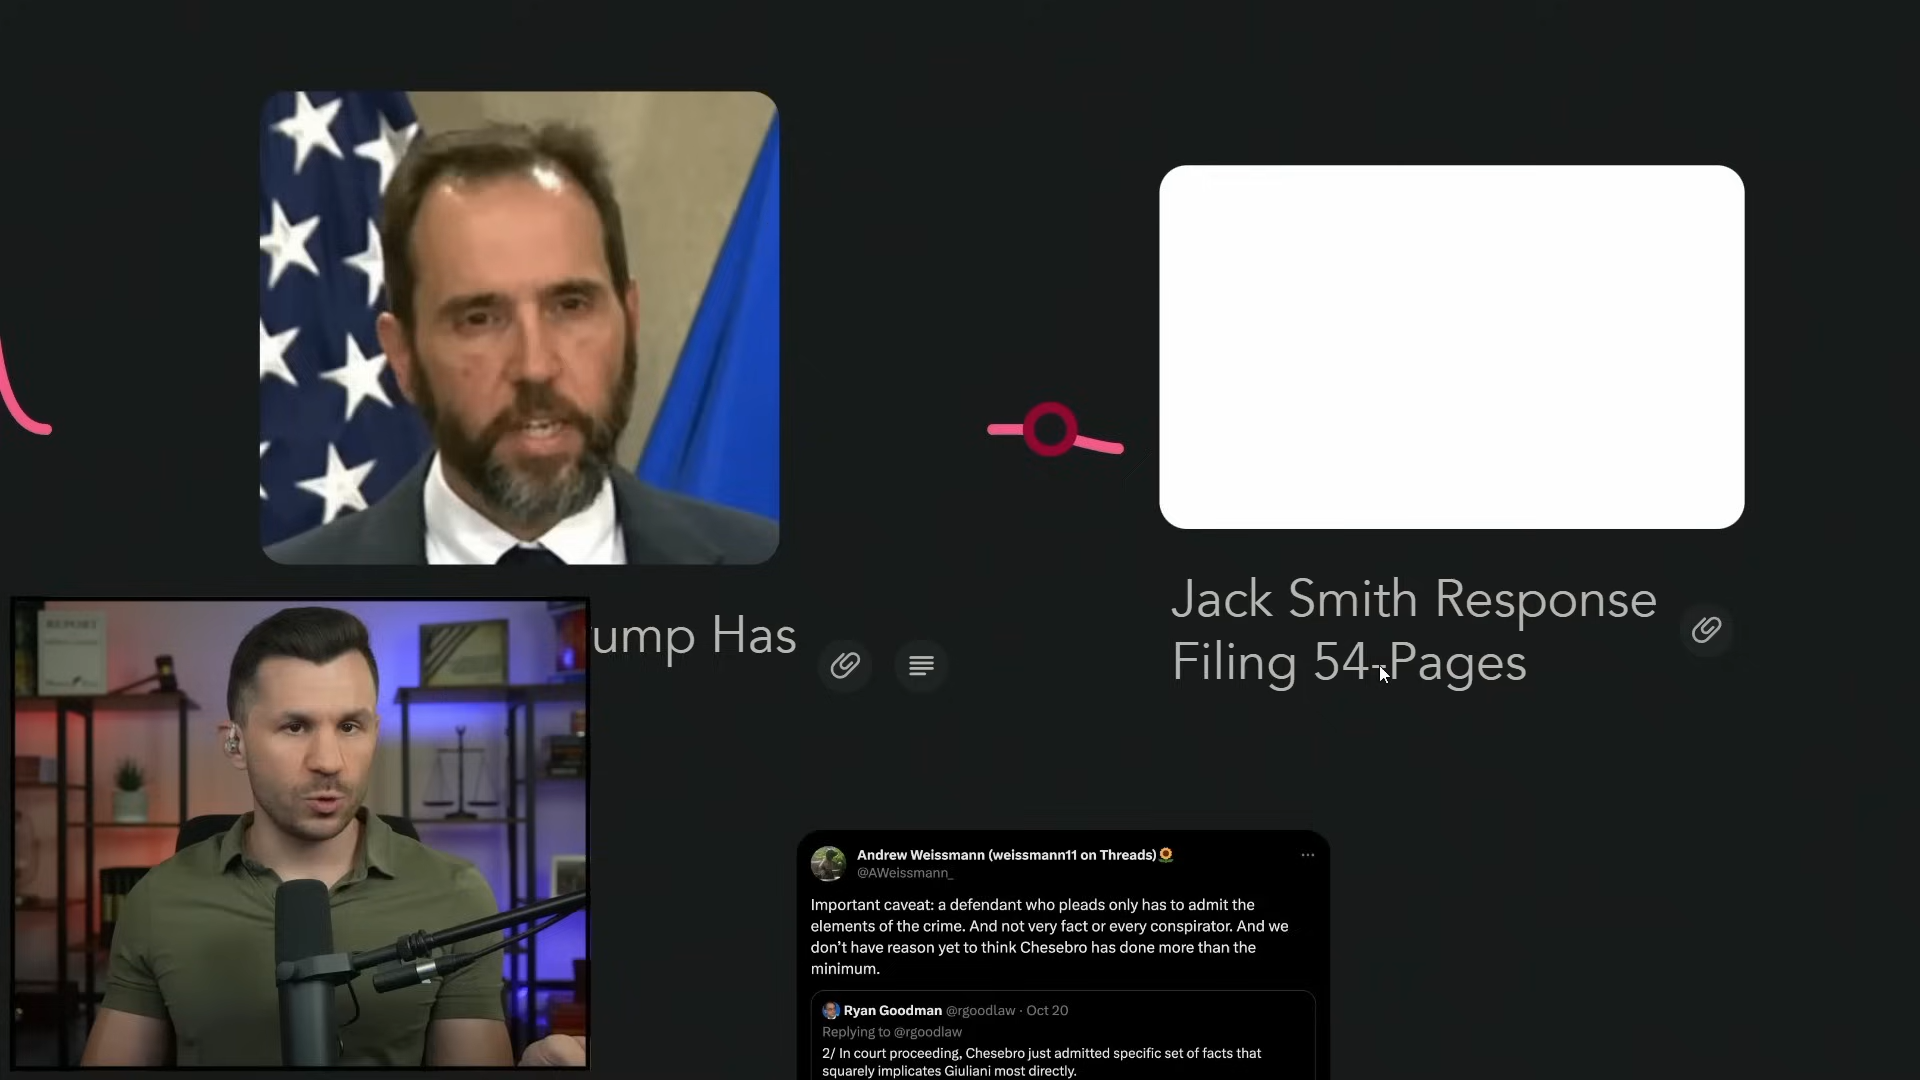 REPORT
ump Has
Jack Smith Response
Filing 54-Pages
Andrew Weissmann (weissmann11 on Threads)🌻
@AWeissmann_
Important caveat: a defendant who pleads only has to admit the
elements of the crime. And not very fact or every conspirator. And we
don't have reason yet to think Chesebro has done more than the
minimum.
Ryan Goodman @rgoodlaw · Oct 20
Replying to @rgoodlaw
2/ In court proceeding, Chesebro just admitted specific set of facts that
squarely implicates Giuliani most directly.